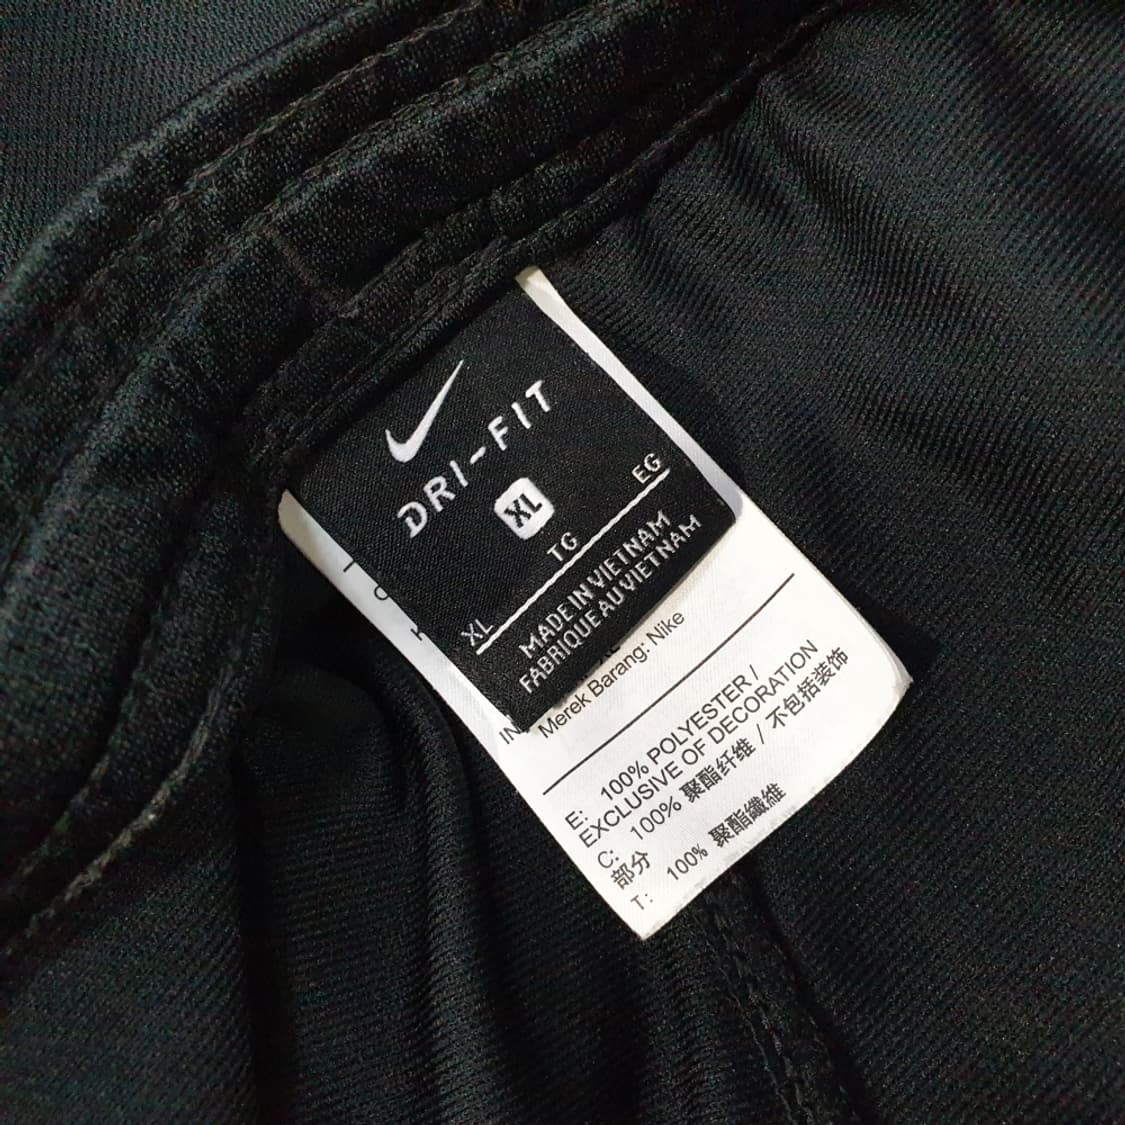 DRI-FIT
XL
XL TG EG
MADE IN VIETNAM
FABRIQUE AU VIETNAM
Merek Barang: Nike
E: 100% POLYESTER /
EXCLUSIVE OF DECORATION
C: 100% 聚酯纤维 / 不包括装饰
部分
T: 100% 聚酯纖維